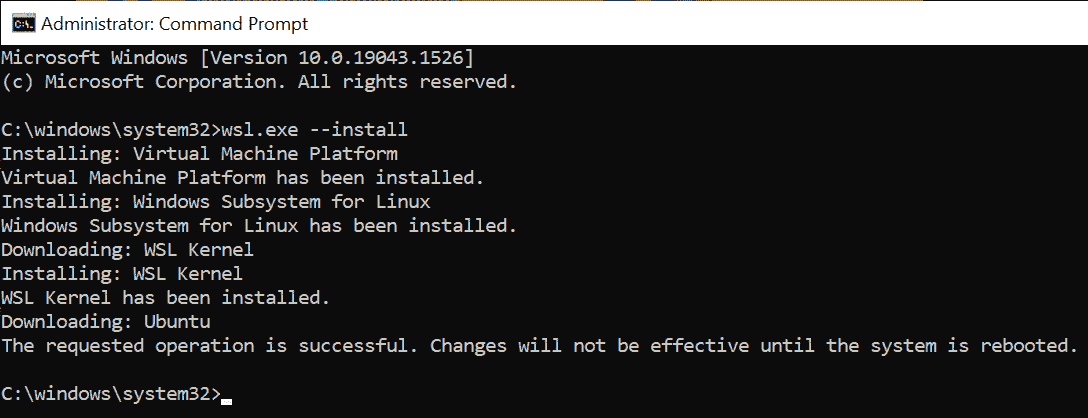 Administrator: Command Prompt
Microsoft Windows [Version 10.0.19043.1526]
(c) Microsoft Corporation. All rights reserved.
C:\windows\system32>wsl.exe --install
Installing: Virtual Machine Platform
Virtual Machine Platform has been installed.
Installing: Windows Subsystem for Linux
Windows Subsystem for Linux has been installed.
Downloading: WSL Kernel
Installing: WSL Kernel
WSL Kernel has been installed.
Downloading: Ubuntu
The requested operation is successful. Changes will not be effective until the system is rebooted.
C:\windows\system32>